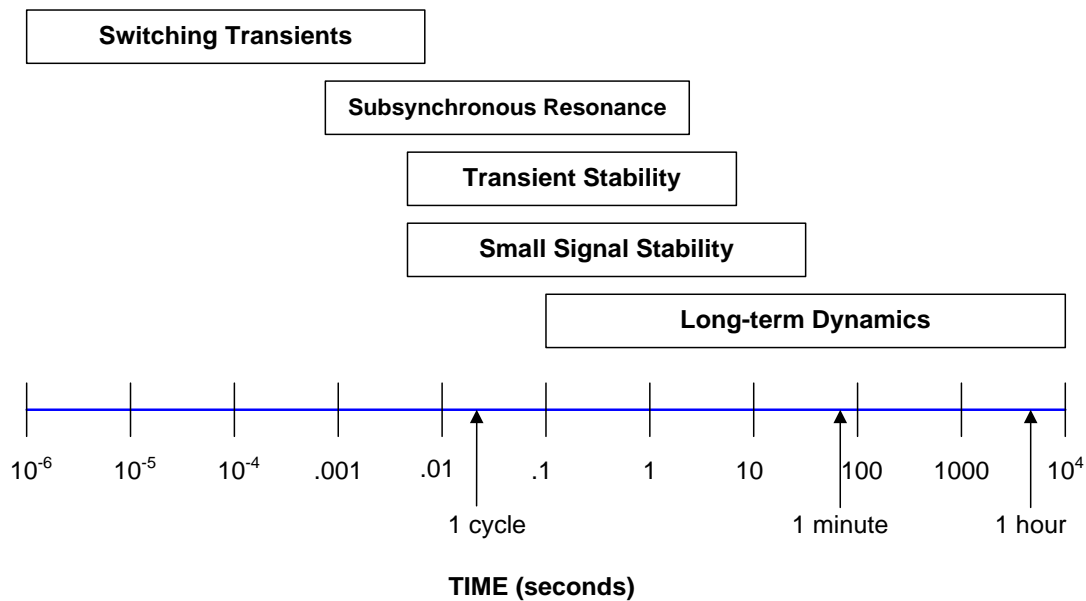 Switching Transients
Subsynchronous Resonance
Transient Stability
Small Signal Stability
Long-term Dynamics
10-6 10-5 10-4 .001 .01 .1 1 10 100 1000 104
1 cycle 1 minute 1 hour
TIME (seconds)